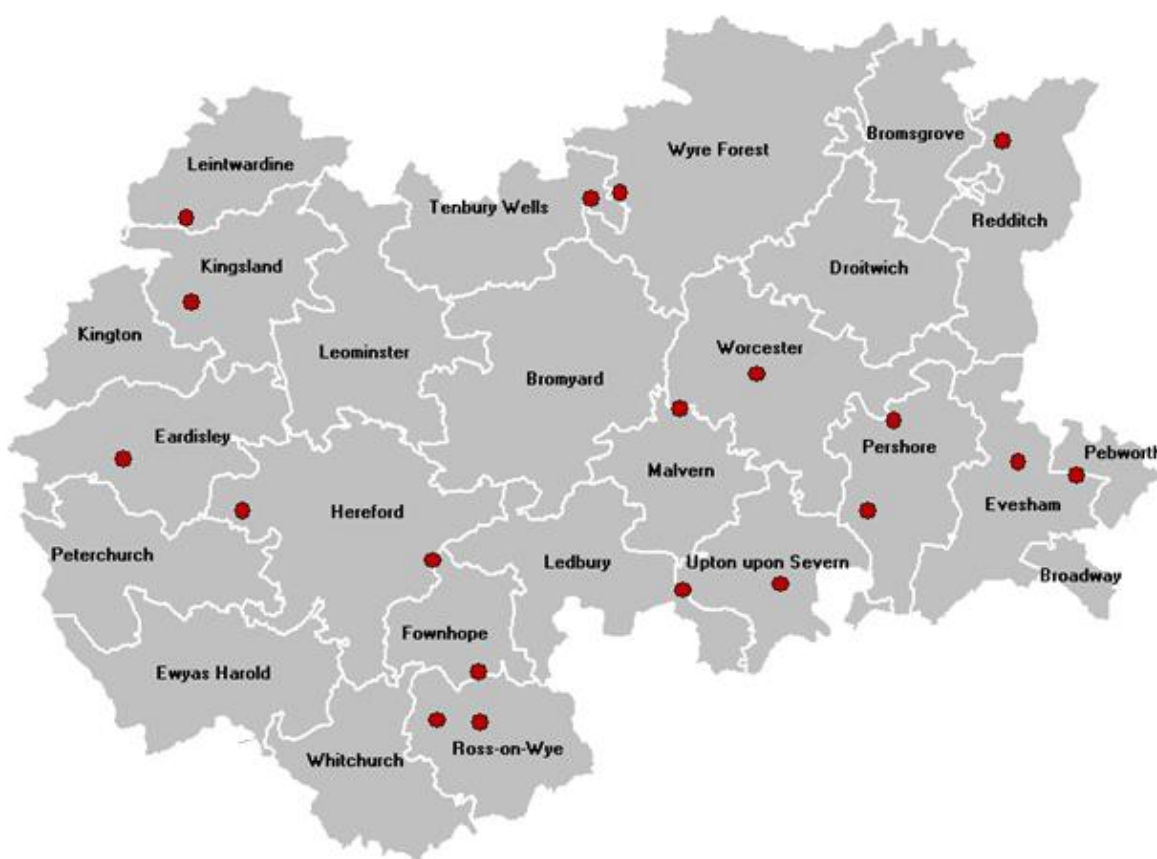 Bromsgrove
Wyre Forest
Leintwardine
Tenbury Wells
Redditch
Kingsland
Droitwich
Kington
Leominster
Worcester
Bromyard
Eardisley
Pershore
Pebworth
Malvern
Evesham
Hereford
Peterchurch
Ledbury
Upton upon Severn
Broadway
Fownhope
Ewyas Harold
Ross-on-Wye
Whitchurch